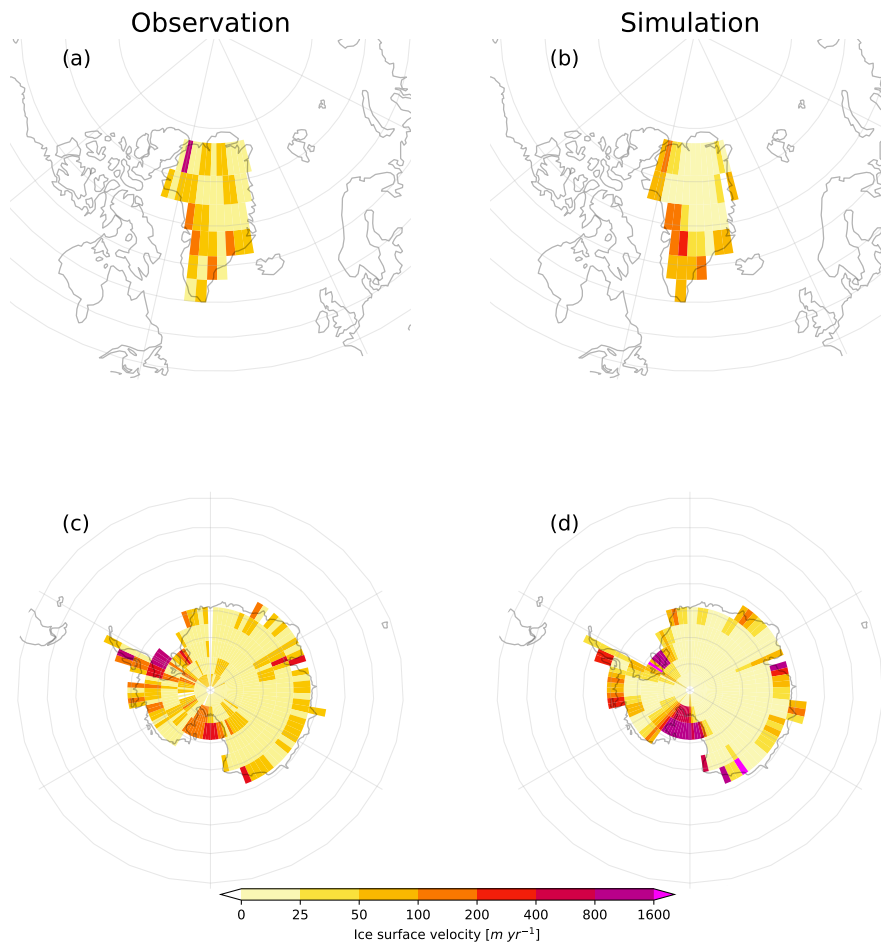 Observation
Simulation
(a)
(b)
(c)
(d)
0 25 50 100 200 400 800 1600
Ice surface velocity [m yr⁻¹]